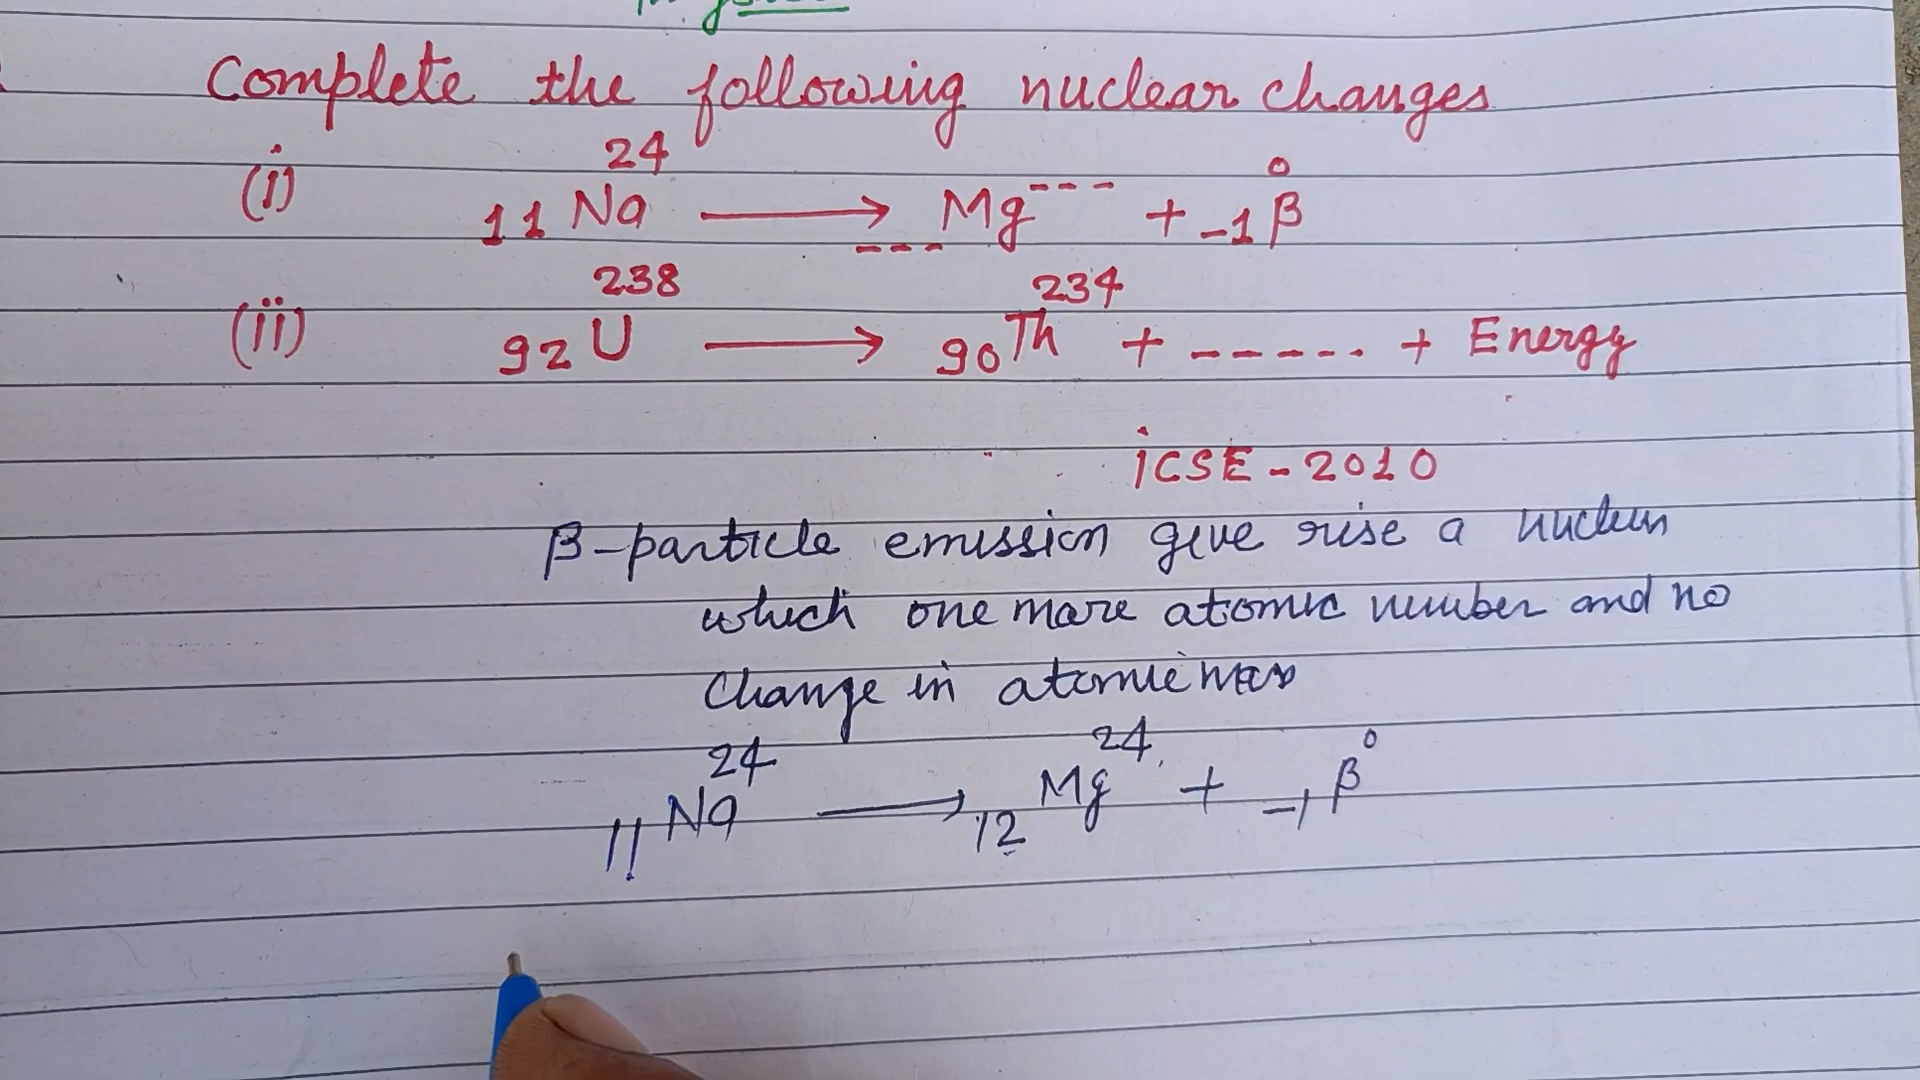 Complete the following nuclear changes
(i) 11 Na 24 ⟶ --- Mg --- + -1 β 0
(ii) 92 U 238 ⟶ 90 Th 234 + ----- + Energy
ICSE - 2010
β-particle emission give rise a
which one more atomic number and no
Change in atomic mass
11 Na 24 ⟶ 12 Mg 24 + -1 β 0